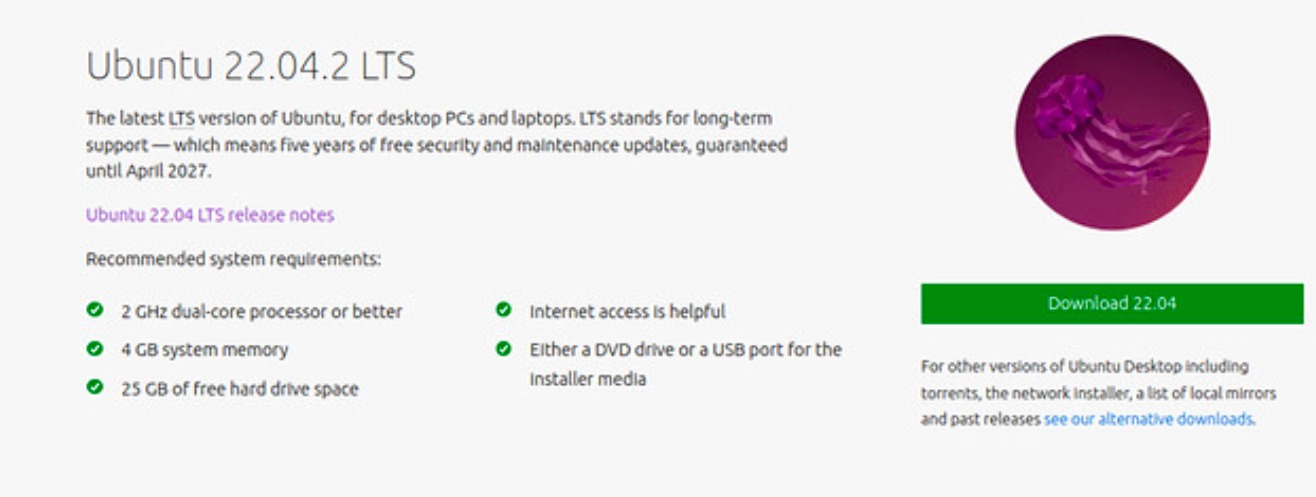 Ubuntu 22.04.2 LTS
The latest LTS version of Ubuntu, for desktop PCs and laptops. LTS stands for long-term
support — which means five years of free security and maintenance updates, guaranteed
until April 2027.
Ubuntu 22.04 LTS release notes
Recommended system requirements:
2 GHz dual-core processor or better
4 GB system memory
25 GB of free hard drive space
Internet access is helpful
Either a DVD drive or a USB port for the
installer media
Download 22.04
For other versions of Ubuntu Desktop including
torrents, the network installer, a list of local mirrors
and past releases see our alternative downloads.